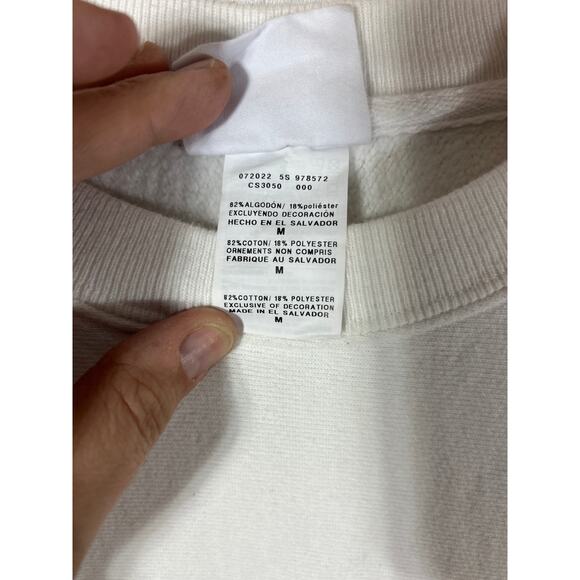 072022 5S 978572
CS3050 000
82%ALGODÓN/ 18%poliéster
EXCLUYENDO DECORACIÓN
HECHO EN EL SALVADOR
M
82%COTON/ 18% POLYESTER
ORNEMENTS NON COMPRIS
FABRIQUE AU SALVADOR
M
82%COTTON/ 18% POLYESTER
EXCLUSIVE OF DECORATION
MADE IN EL SALVADOR
M